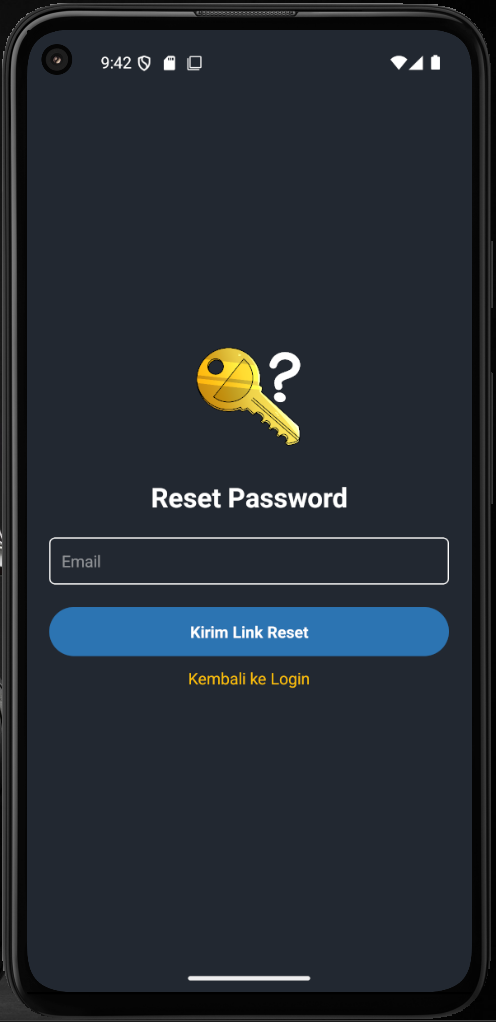 9:42
?
Reset Password
Email
Kirim Link Reset
Kembali ke Login